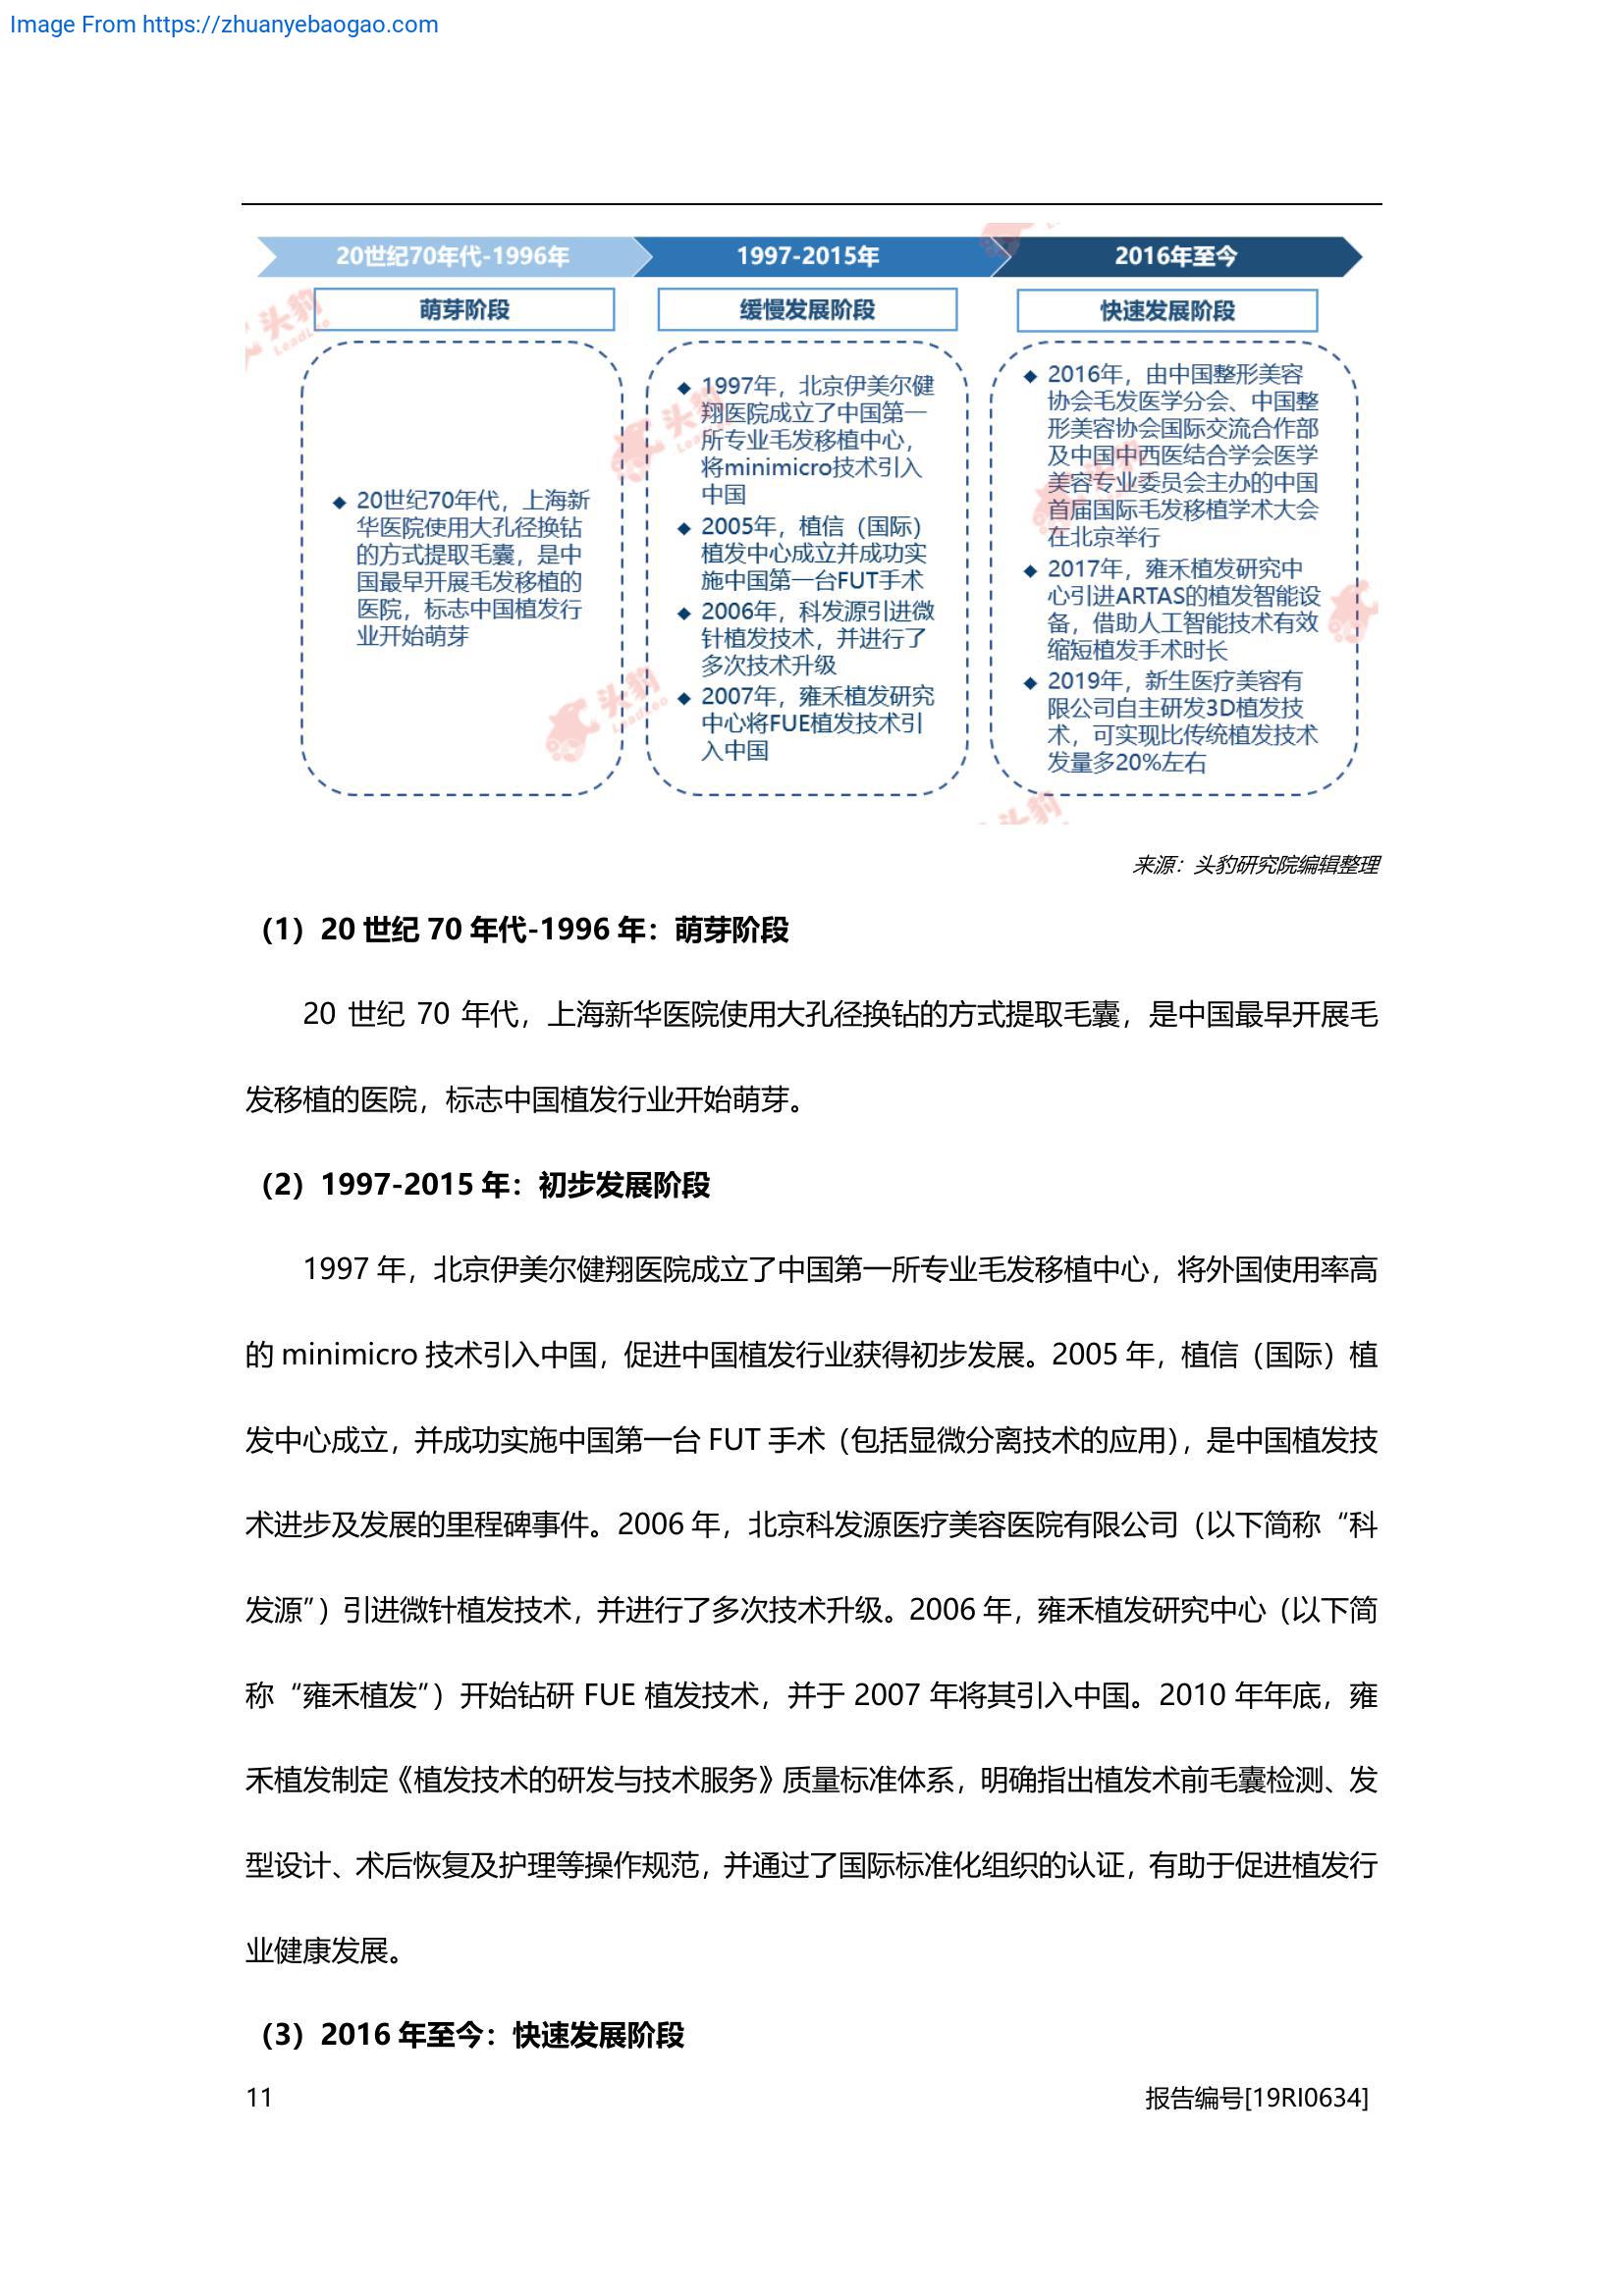 Image From https://zhuanyebaogao.com
20世纪70年代-1996年
1997-2015年
2016年至今
萌芽阶段
缓慢发展阶段
快速发展阶段
◆ 20世纪70年代，上海新
华医院使用大孔径换钻
的方式提取毛囊，是中
国最早开展毛发移植的
医院，标志中国植发行
业开始萌芽
◆ 1997年，北京伊美尔健
翔医院成立了中国第一
所专业毛发移植中心，
将minimicro技术引入
中国
◆ 2005年，植信（国际）
植发中心成立并成功实
施中国第一台FUT手术
◆ 2006年，科发源引进微
针植发技术，并进行了
多次技术升级
◆ 2007年，雍禾植发研究
中心将FUE植发技术引
入中国
◆ 2016年，由中国整形美容
协会毛发医学分会、中国整
形美容协会国际交流合作部
及中国中西医结合学会医学
美容专业委员会主办的中国
首届国际毛发移植学术大会
在北京举行
◆ 2017年，雍禾植发研究中
心引进ARTAS的植发智能设
备，借助人工智能技术有效
缩短植发手术时长
◆ 2019年，新生医疗美容有
限公司自主研发3D植发技
术，可实现比传统植发技术
发量多20%左右
头豹
LeadLeo
头豹
LeadLeo
头豹
LeadLeo
头豹
来源：头豹研究院编辑整理
（1）20 世纪 70 年代-1996 年：萌芽阶段
20 世纪 70 年代，上海新华医院使用大孔径换钻的方式提取毛囊，是中国最早开展毛
发移植的医院，标志中国植发行业开始萌芽。
（2）1997-2015 年：初步发展阶段
1997 年，北京伊美尔健翔医院成立了中国第一所专业毛发移植中心，将外国使用率高
的 minimicro 技术引入中国，促进中国植发行业获得初步发展。2005 年，植信（国际）植
发中心成立，并成功实施中国第一台 FUT 手术（包括显微分离技术的应用），是中国植发技
术进步及发展的里程碑事件。2006 年，北京科发源医疗美容医院有限公司（以下简称“科
发源”）引进微针植发技术，并进行了多次技术升级。2006 年，雍禾植发研究中心（以下简
称“雍禾植发”）开始钻研 FUE 植发技术，并于 2007 年将其引入中国。2010 年年底，雍
禾植发制定《植发技术的研发与技术服务》质量标准体系，明确指出植发术前毛囊检测、发
型设计、术后恢复及护理等操作规范，并通过了国际标准化组织的认证，有助于促进植发行
业健康发展。
（3）2016 年至今：快速发展阶段
11
报告编号[19RI0634]